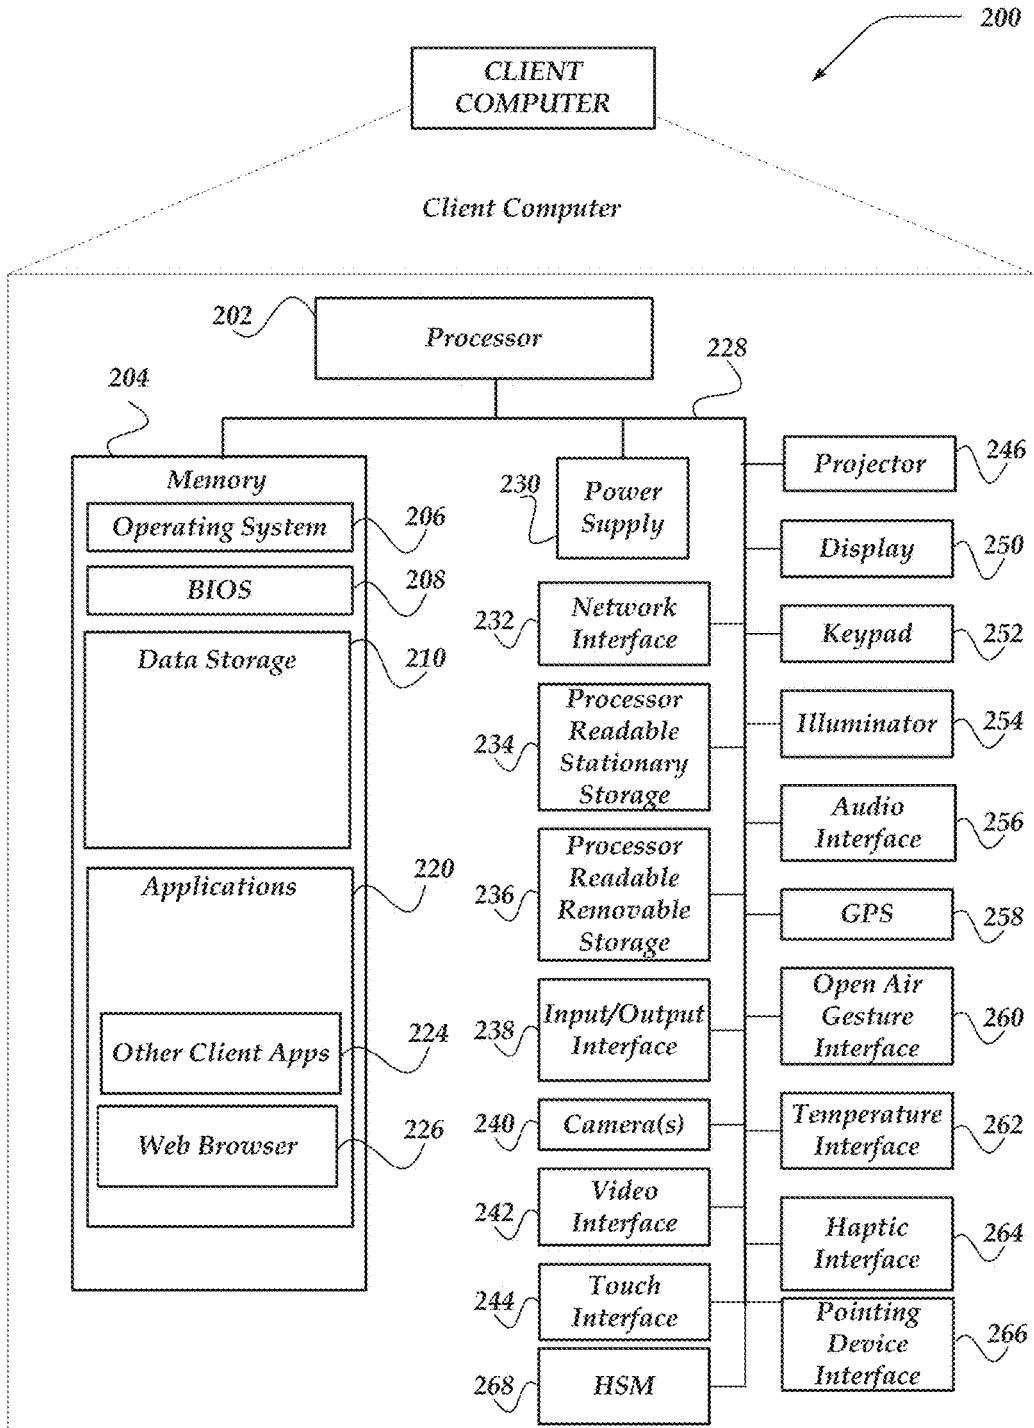 200
CLIENT
COMPUTER
Client Computer
202
Processor
228
204
Memory
Operating System
206
BIOS
208
Data Storage
210
Applications
220
Other Client Apps
224
Web Browser
226
230
Power
Supply
232
Network
Interface
234
Processor
Readable
Stationary
Storage
236
Processor
Readable
Removable
Storage
238
Input/Output
Interface
240
Camera(s)
242
Video
Interface
244
Touch
Interface
268
HSM
Projector
246
Display
250
Keypad
252
Illuminator
254
Audio
Interface
256
GPS
258
Open Air
Gesture
Interface
260
Temperature
Interface
262
Haptic
Interface
264
Pointing
Device
Interface
266